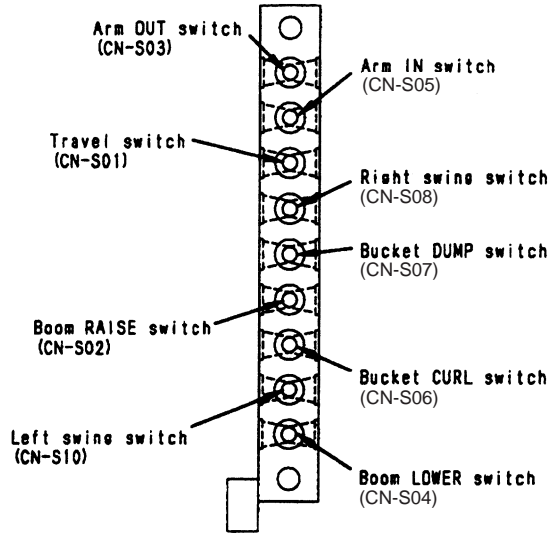 Arm OUT switch
(CN-S03)
Arm IN switch
(CN-S05)
Travel switch
(CN-S01)
Right swing switch
(CN-S08)
Bucket DUMP switch
(CN-S07)
Boom RAISE switch
(CN-S02)
Bucket CURL switch
(CN-S06)
Left swing switch
(CN-S10)
Boom LOWER switch
(CN-S04)